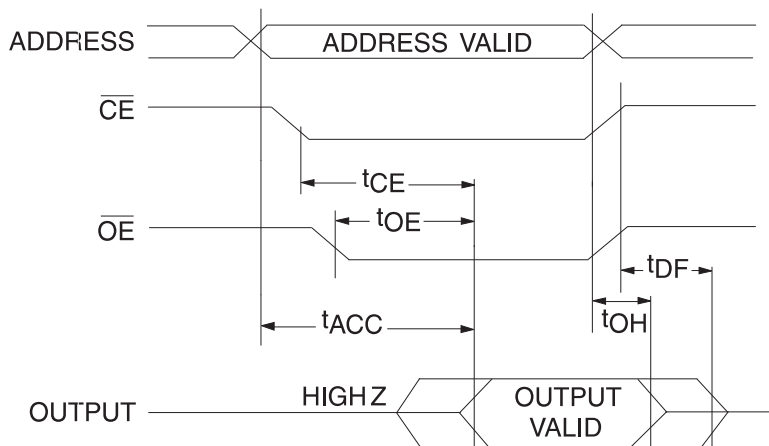 ADDRESS
ADDRESS VALID
CE
tCE
tOE
OE
tDF
tACC
tOH
HIGH Z
OUTPUT
OUTPUT
VALID